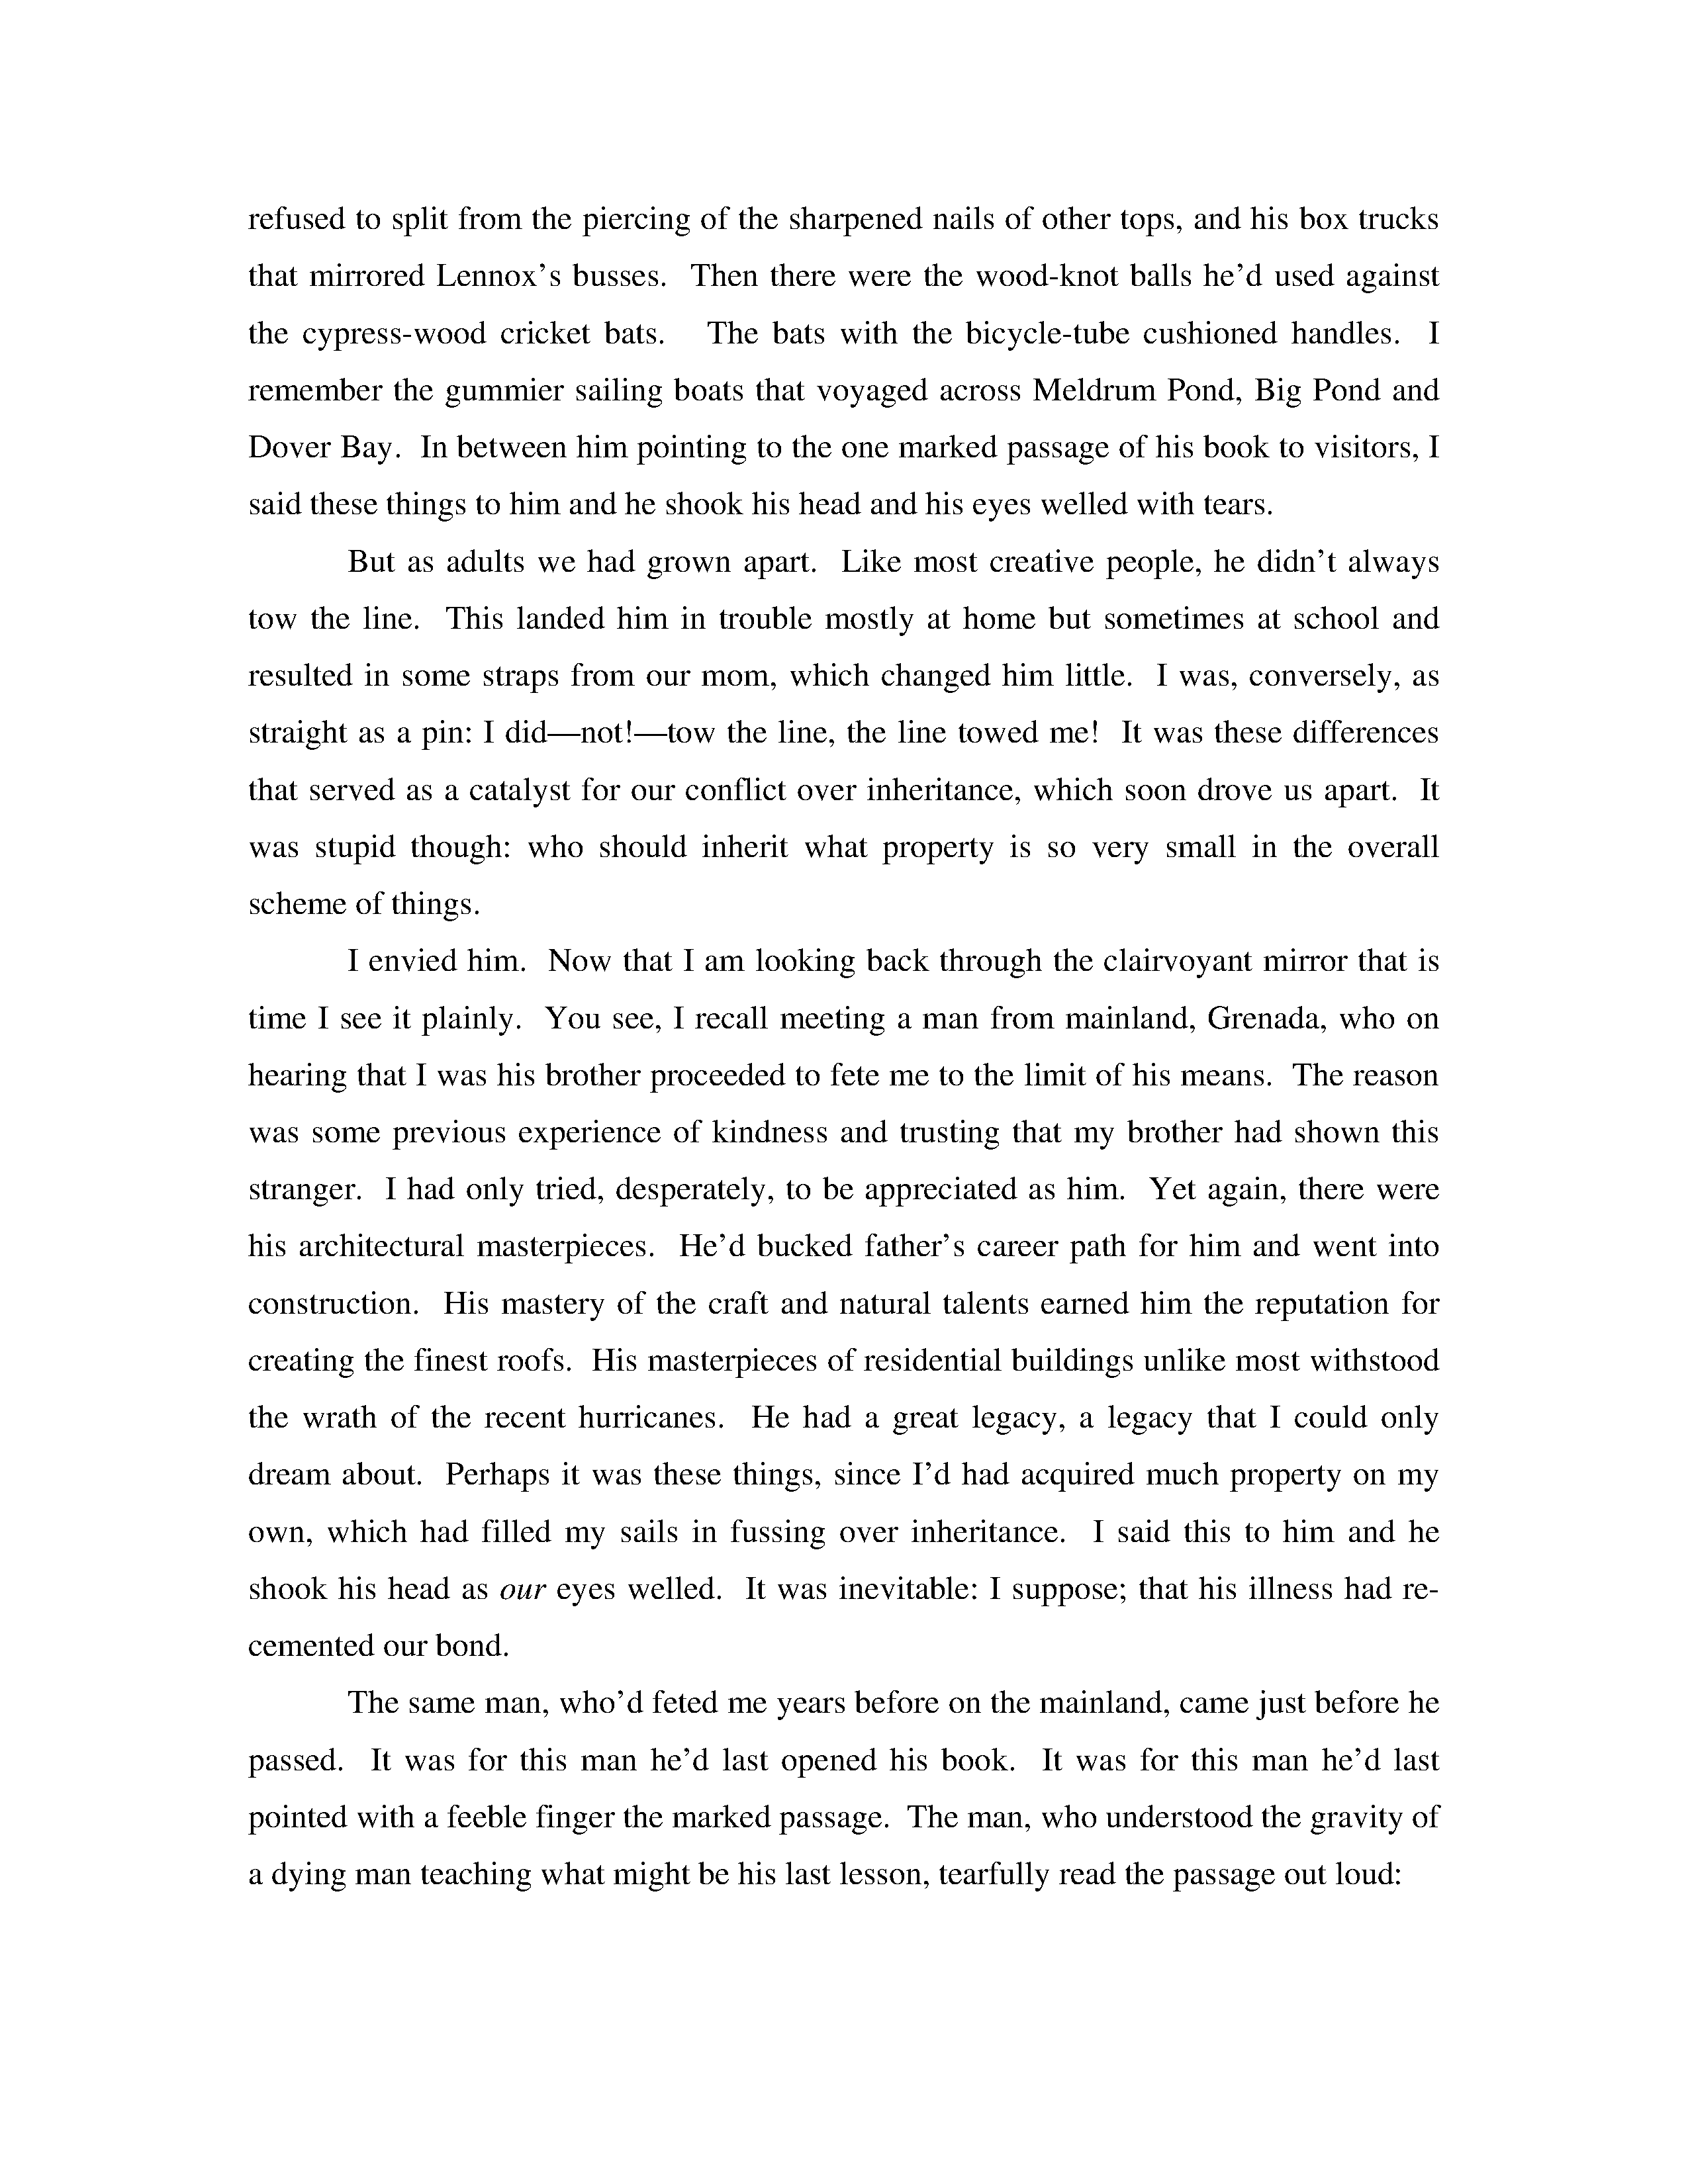 refused to split from the piercing of the sharpened nails of other tops, and his box trucks
that mirrored Lennox’s busses.  Then there were the wood-knot balls he’d used against
the cypress-wood cricket bats.   The bats with the bicycle-tube cushioned handles.  I
remember the gummier sailing boats that voyaged across Meldrum Pond, Big Pond and
Dover Bay.  In between him pointing to the one marked passage of his book to visitors, I
said these things to him and he shook his head and his eyes welled with tears.
But as adults we had grown apart.  Like most creative people, he didn’t always
tow the line.  This landed him in trouble mostly at home but sometimes at school and
resulted in some straps from our mom, which changed him little.  I was, conversely, as
straight as a pin: I did—not!—tow the line, the line towed me!  It was these differences
that served as a catalyst for our conflict over inheritance, which soon drove us apart.  It
was stupid though: who should inherit what property is so very small in the overall
scheme of things.
I envied him.  Now that I am looking back through the clairvoyant mirror that is
time I see it plainly.  You see, I recall meeting a man from mainland, Grenada, who on
hearing that I was his brother proceeded to fete me to the limit of his means.  The reason
was some previous experience of kindness and trusting that my brother had shown this
stranger.  I had only tried, desperately, to be appreciated as him.  Yet again, there were
his architectural masterpieces.  He’d bucked father’s career path for him and went into
construction.  His mastery of the craft and natural talents earned him the reputation for
creating the finest roofs.  His masterpieces of residential buildings unlike most withstood
the wrath of the recent hurricanes.  He had a great legacy, a legacy that I could only
dream about.  Perhaps it was these things, since I’d had acquired much property on my
own, which had filled my sails in fussing over inheritance.  I said this to him and he
shook his head as our eyes welled.  It was inevitable: I suppose; that his illness had re-
cemented our bond.
The same man, who’d feted me years before on the mainland, came just before he
passed.  It was for this man he’d last opened his book.  It was for this man he’d last
pointed with a feeble finger the marked passage.  The man, who understood the gravity of
a dying man teaching what might be his last lesson, tearfully read the passage out loud: